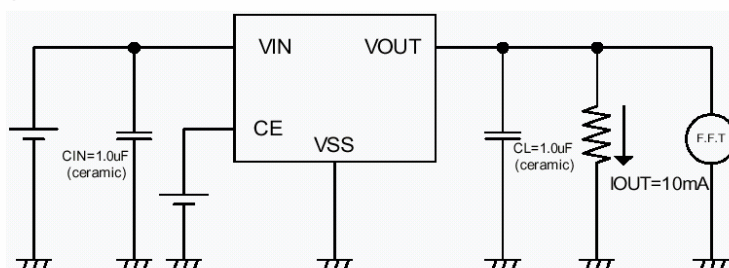 VIN
VOUT
CE
VSS
CIN=1.0uF
(ceramic)
CL=1.0uF
(ceramic)
F.F.T
IOUT=10mA